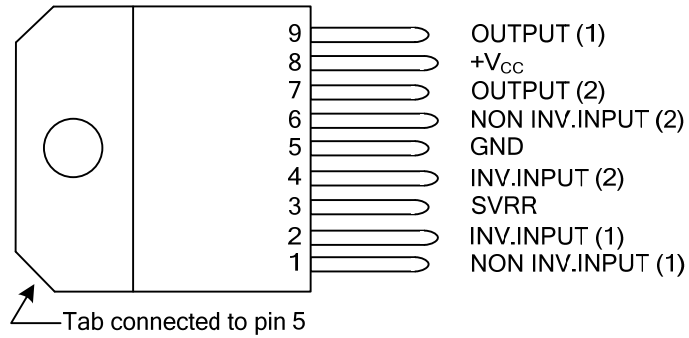 9 OUTPUT (1)
8 +VCC
7 OUTPUT (2)
6 NON INV.INPUT (2)
5 GND
4 INV.INPUT (2)
3 SVRR
2 INV.INPUT (1)
1 NON INV.INPUT (1)
Tab connected to pin 5